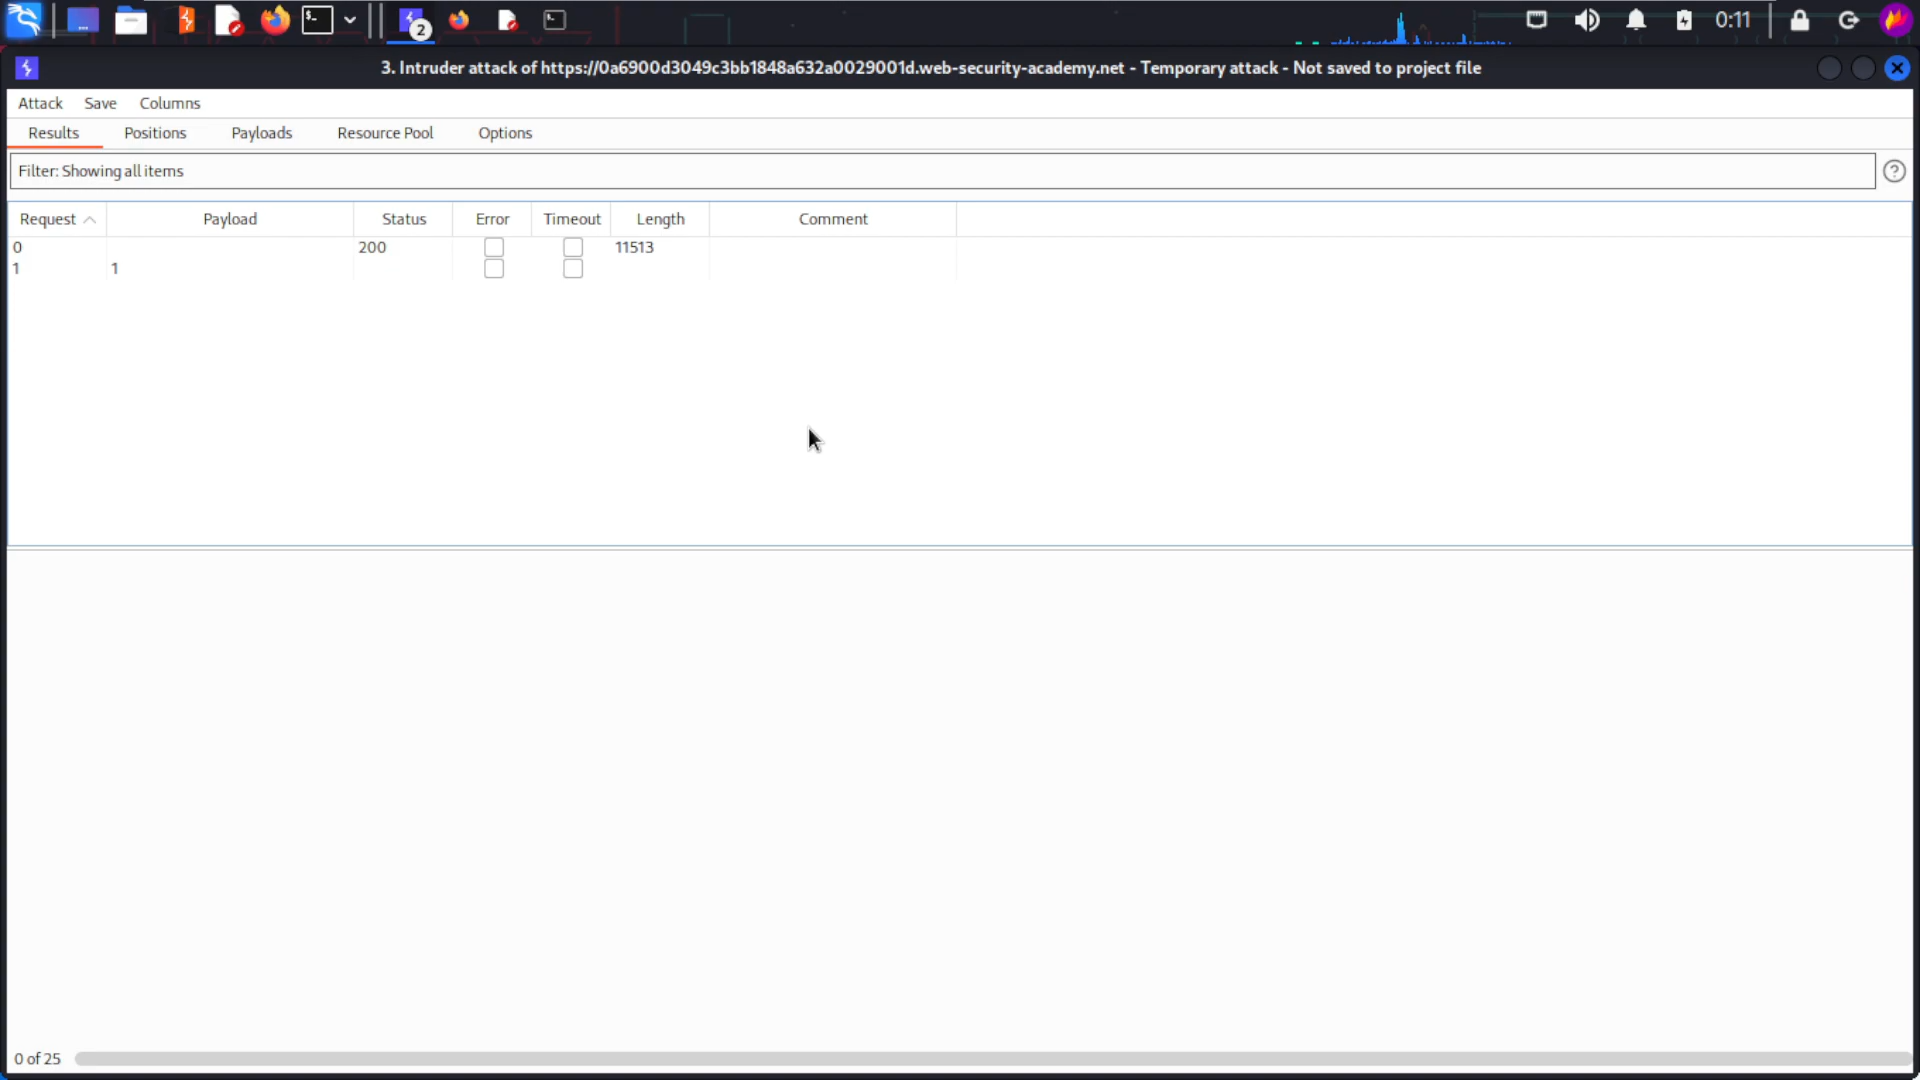 2
0:11
3. Intruder attack of https://0a6900d3049c3bb1848a632a0029001d.web-security-academy.net - Temporary attack - Not saved to project file
Attack Save Columns
Results Positions Payloads Resource Pool Options
Filter: Showing all items
Request Payload Status Error Timeout Length Comment
0 200 11513
1 1
0 of 25